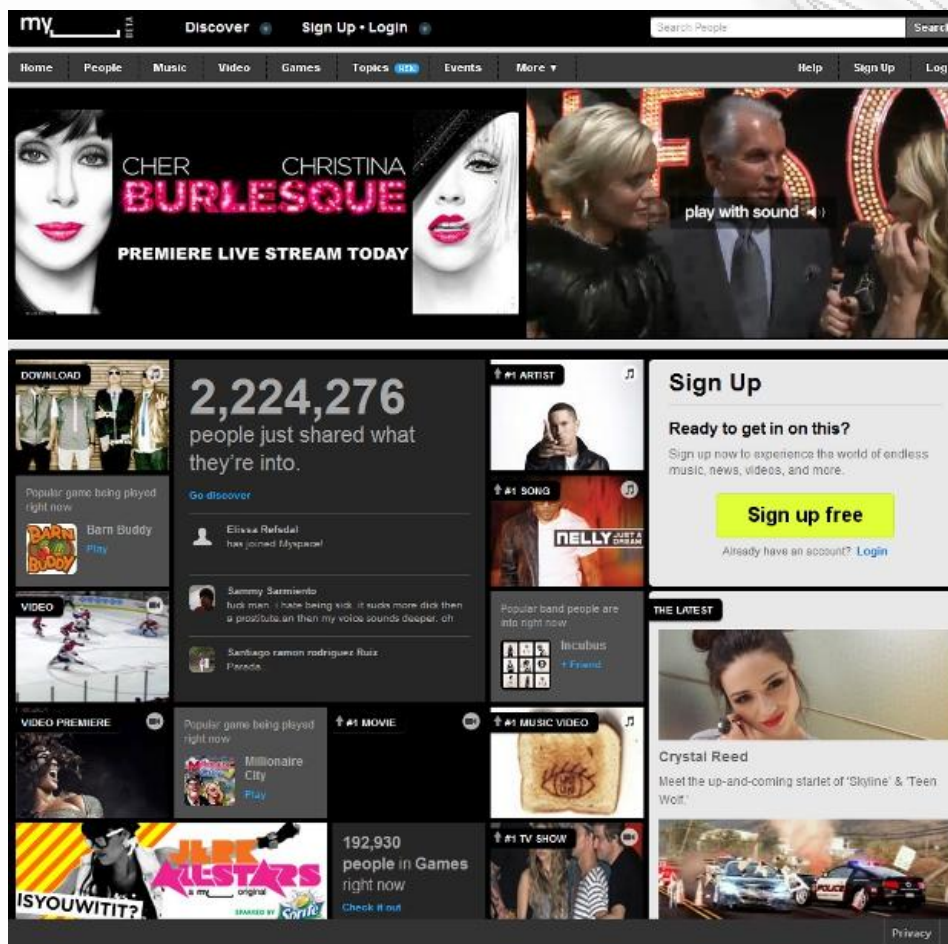 my_____ BETA
Discover
Sign Up • Login
Search People
Search
Home
People
Music
Video
Games
Topics NEW
Events
More ▾
Help
Sign Up
Log
CHER CHRISTINA
BURLESQUE
PREMIERE LIVE STREAM TODAY
play with sound
DOWNLOAD
Popular game being played
right now
BARN
BUDDY
Barn Buddy
Play
VIDEO
2,224,276
people just shared what
they're into.
Go discover
Elissa Refsdal
has joined Myspace!
Sammy Sarmiento
fuck man. i hate being sick. it sucks more dick then
a prostitute.an then my voice sounds deeper. oh
Santiago ramon rodriguez Ruiz
Parada.
#1 ARTIST
#1 SONG
NELLY JUST A
DREAM
Popular band people are
into right now
Incubus
+ Friend
Sign Up
Ready to get in on this?
Sign up now to experience the world of endless
music, news, videos, and more.
Sign up free
Already have an account? Login
THE LATEST
Crystal Reed
Meet the up-and-coming starlet of 'Skyline' & 'Teen
Wolf.'
POLICE
VIDEO PREMIERE
Popular game being played
right now
Millionaire
City
Play
#1 MOVIE
#1 MUSIC VIDEO
JERK
ALLSTARS
a my___ original
ISYOUWITIT?
Sprite
192,930
people in Games
right now
Check it out
#1 TV SHOW
Privacy